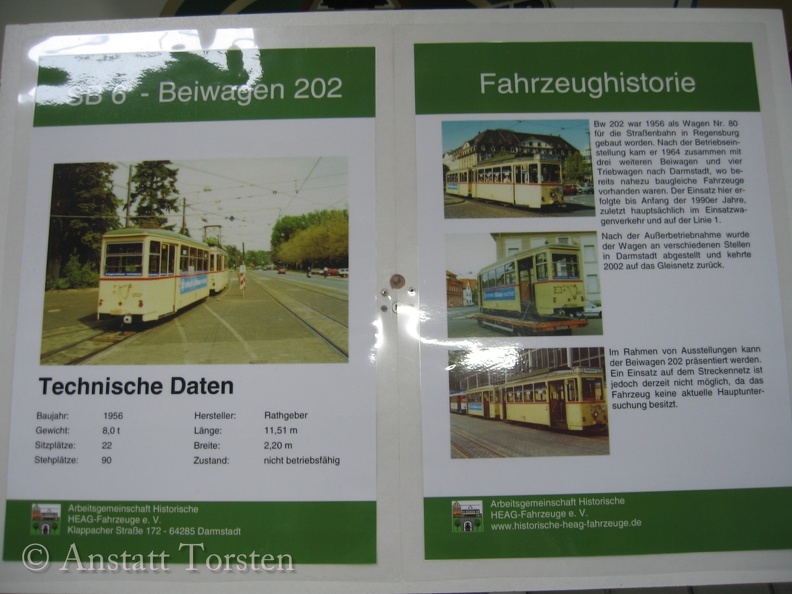 SB 6 - Beiwagen 202
Technische Daten
Baujahr: 1956 Hersteller: Rathgeber
Gewicht: 8,0 t Länge: 11,51 m
Sitzplätze: 22 Breite: 2,20 m
Stehplätze: 90 Zustand: nicht betriebsfähig
Arbeitsgemeinschaft Historische
HEAG-Fahrzeuge e. V.
Klappacher Straße 172 - 64285 Darmstadt
Fahrzeughistorie
Bw 202 war 1956 als Wagen Nr. 80
für die Straßenbahn in Regensburg
gebaut worden. Nach der Betriebsein-
stellung kam er 1964 zusammen mit
drei weiteren Beiwagen und vier
Triebwagen nach Darmstadt, wo be-
reits nahezu baugleiche Fahrzeuge
vorhanden waren. Der Einsatz hier er-
folgte bis Anfang der 1990er Jahre,
zuletzt hauptsächlich im Einsatzwa-
genverkehr und auf der Linie 1.
Nach der Außerbetriebnahme wurde
der Wagen an verschiedenen Stellen
in Darmstadt abgestellt und kehrte
2002 auf das Gleisnetz zurück.
Im Rahmen von Ausstellungen kann
der Beiwagen 202 präsentiert werden.
Ein Einsatz auf dem Streckennetz ist
jedoch derzeit nicht möglich, da das
Fahrzeug keine aktuelle Hauptunter-
suchung besitzt.
Arbeitsgemeinschaft Historische
HEAG-Fahrzeuge e. V.
www.historische-heag-fahrzeuge.de
© Anstatt Torsten